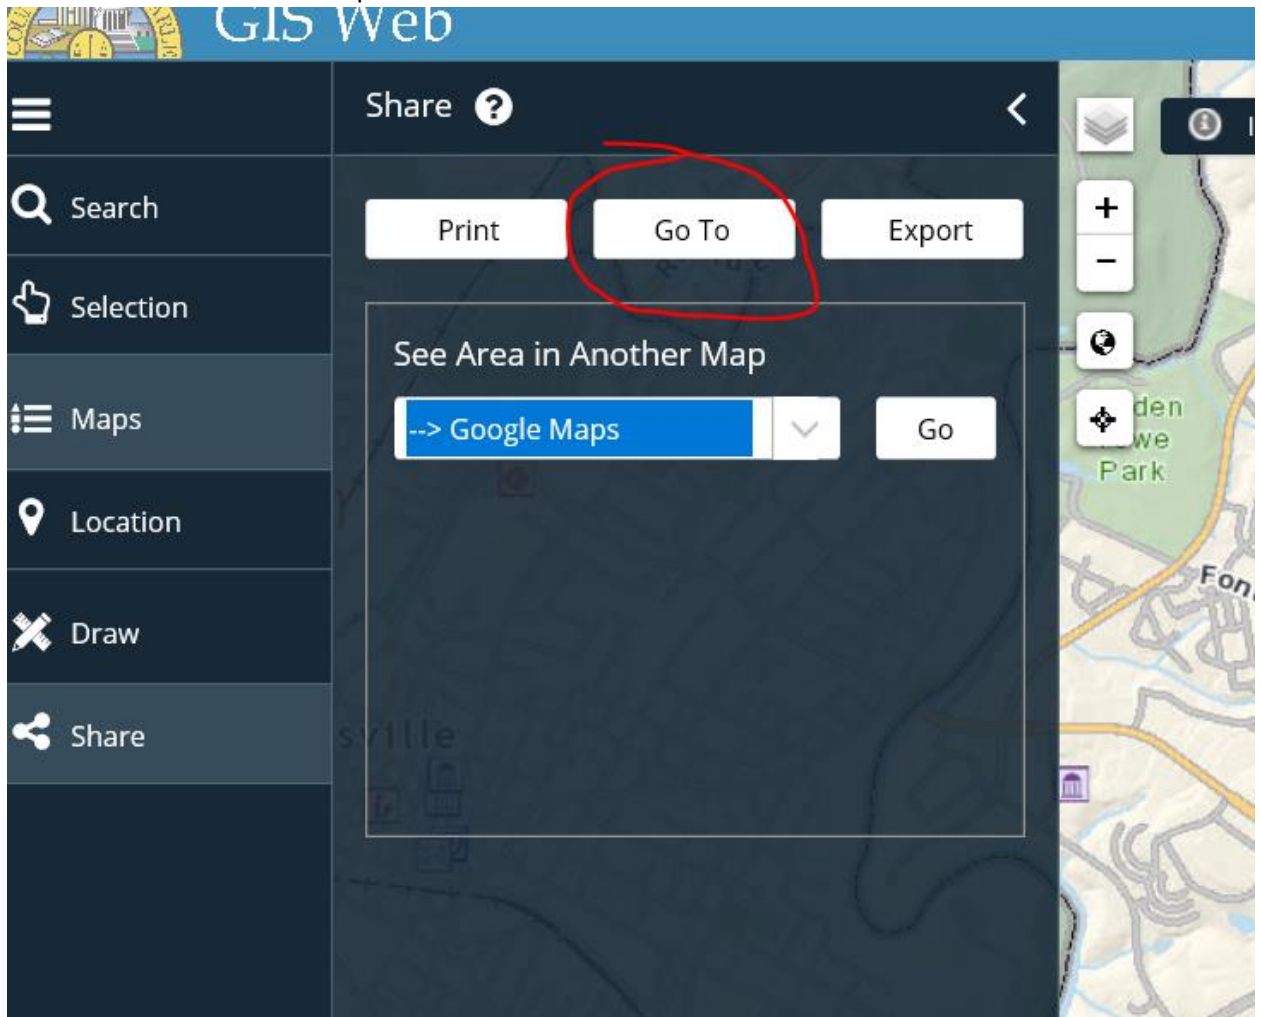 GIS Web
Share ?
Search
Print
Go To
Export
+
-
Selection
See Area in Another Map
--> Google Maps
Go
Maps
Park
Location
Draw
Share
sville